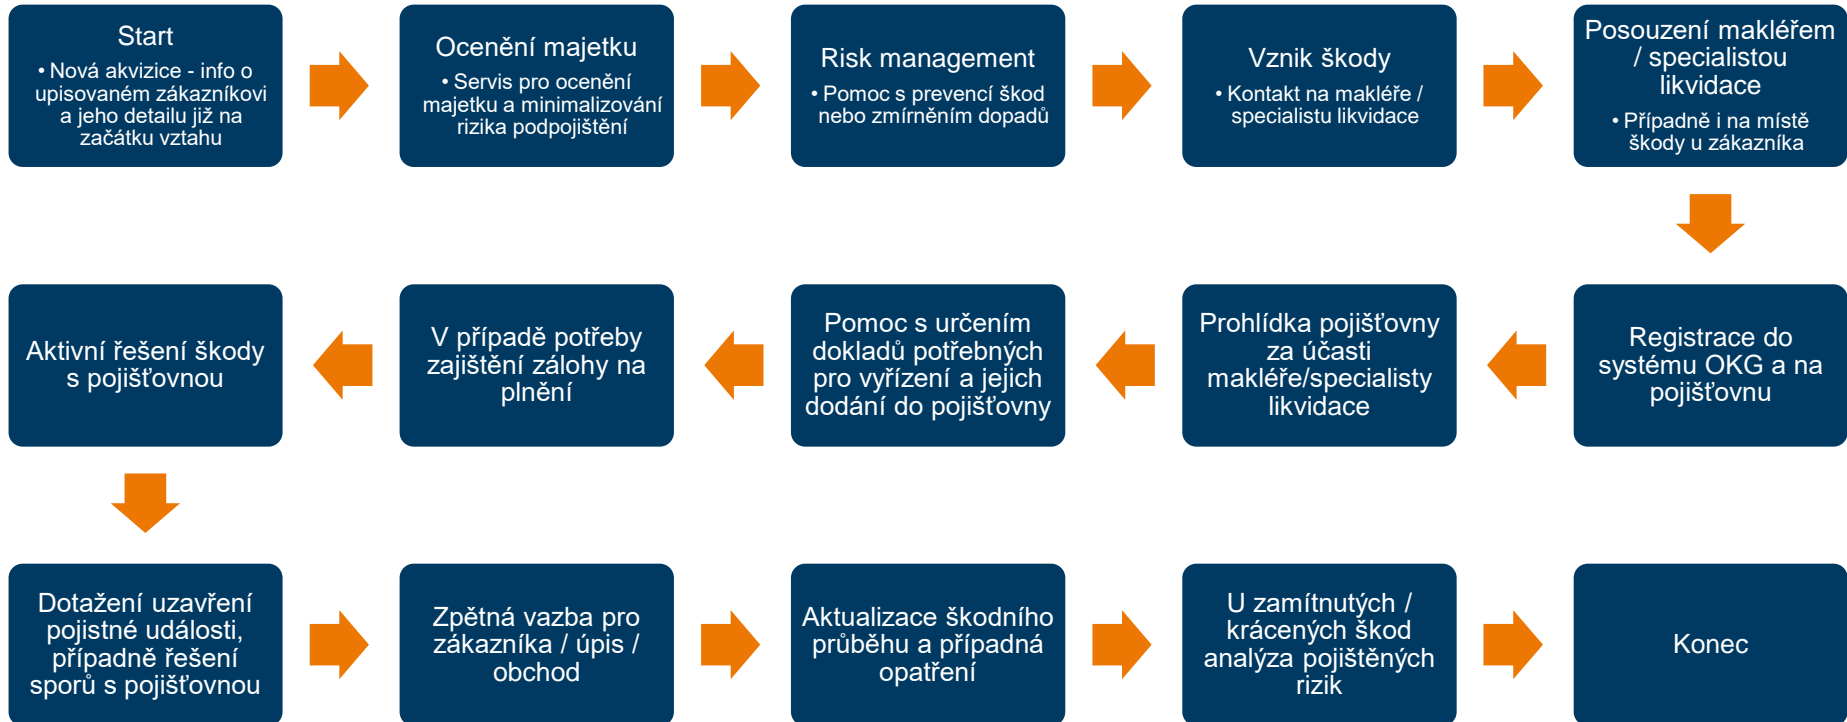 Start
• Nová akvizice - info o
upisovaném zákazníkovi
a jeho detailu již na
začátku vztahu
Ocenění majetku
• Servis pro ocenění
majetku a minimalizování
rizika podpojištění
Risk management
• Pomoc s prevencí škod
nebo zmírněním dopadů
Vznik škody
• Kontakt na makléře /
specialistu likvidace
Posouzení makléřem
/ specialistou
likvidace
• Případně i na místě
škody u zákazníka
Registrace do
systému OKG a na
pojišťovnu
Prohlídka pojišťovny
za účasti
makléře/specialisty
likvidace
Pomoc s určením
dokladů potřebných
pro vyřízení a jejich
dodání do pojišťovny
V případě potřeby
zajištění zálohy na
plnění
Aktivní řešení škody
s pojišťovnou
Dotažení uzavření
pojistné události,
případně řešení
sporů s pojišťovnou
Zpětná vazba pro
zákazníka / úpis /
obchod
Aktualizace škodního
průběhu a případná
opatření
U zamítnutých /
krácených škod
analýza pojištěných
rizik
Konec